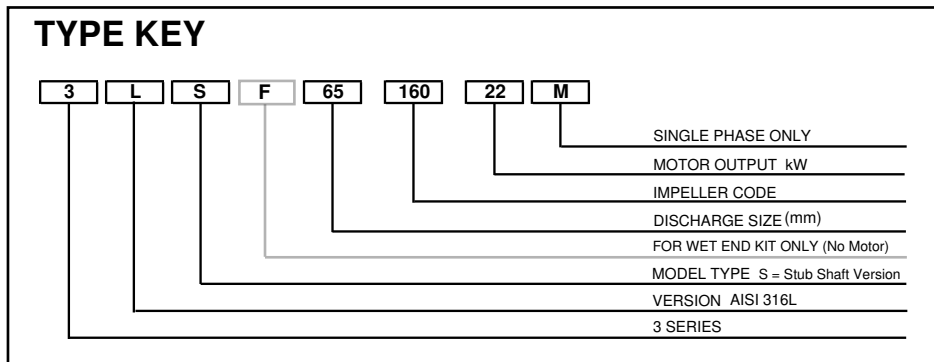 TYPE KEY
3 L S F 65 160 22 M
SINGLE PHASE ONLY
MOTOR OUTPUT kW
IMPELLER CODE
DISCHARGE SIZE (mm)
FOR WET END KIT ONLY (No Motor)
MODEL TYPE S = Stub Shaft Version
VERSION AISI 316L
3 SERIES